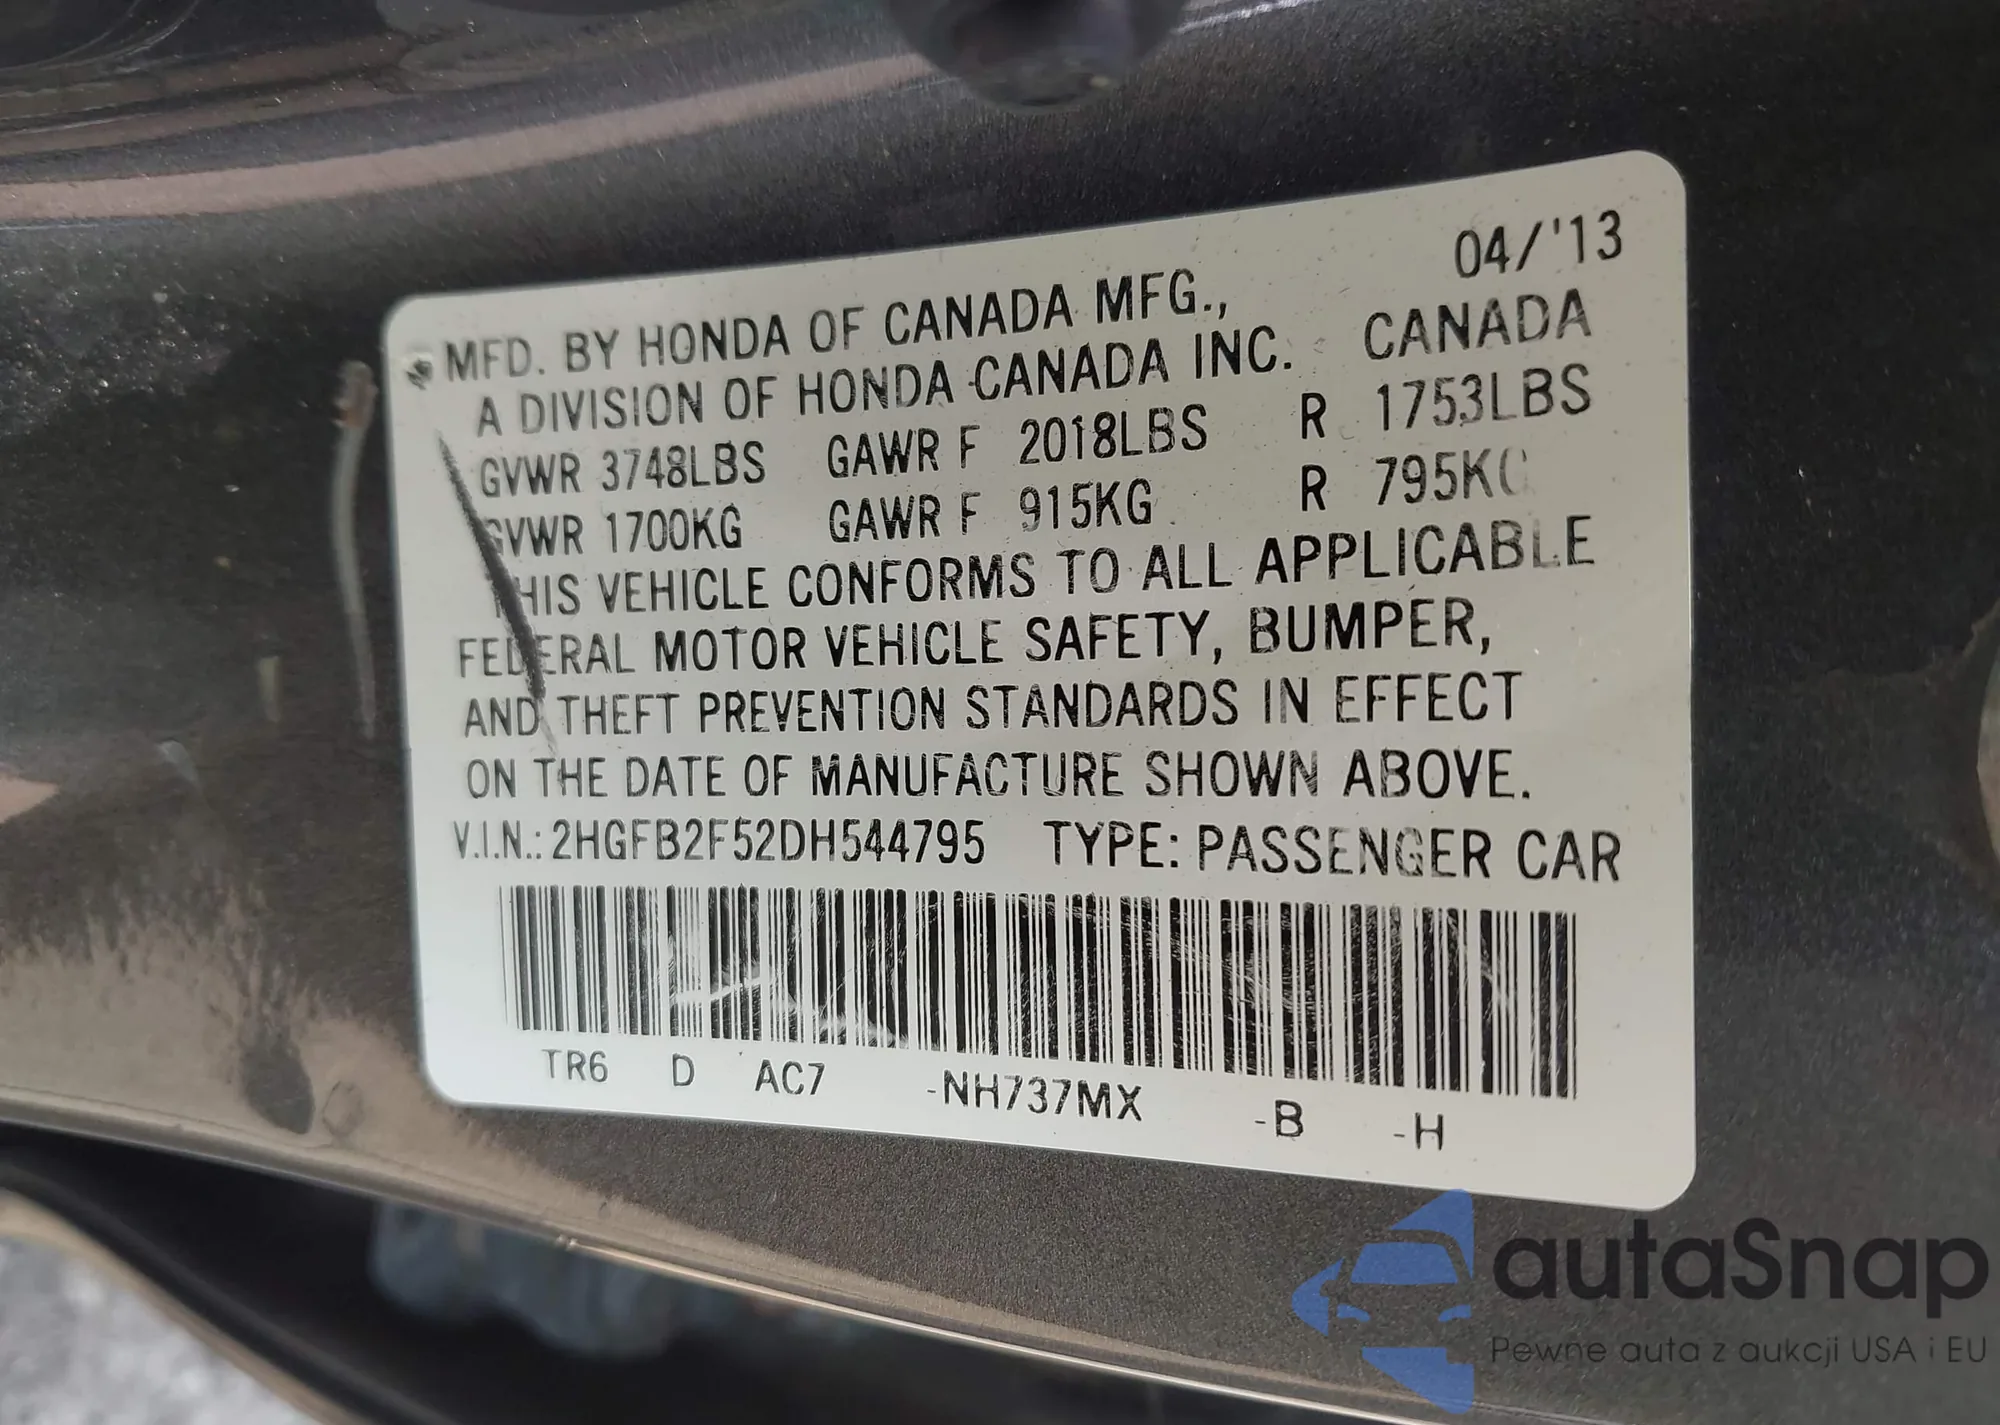 04/'13
MFD. BY HONDA OF CANADA MFG.,
A DIVISION OF HONDA CANADA INC. CANADA
GVWR 3748LBS GAWR F 2018LBS R 1753LBS
GVWR 1700KG GAWR F 915KG R 795KG
THIS VEHICLE CONFORMS TO ALL APPLICABLE
FEDERAL MOTOR VEHICLE SAFETY, BUMPER,
AND THEFT PREVENTION STANDARDS IN EFFECT
ON THE DATE OF MANUFACTURE SHOWN ABOVE.
V.I.N.: 2HGFB2F52DH544795 TYPE: PASSENGER CAR
TR6 D AC7 -NH737MX -B -H
autaSnap
Pewne auta z aukcji USA i EU